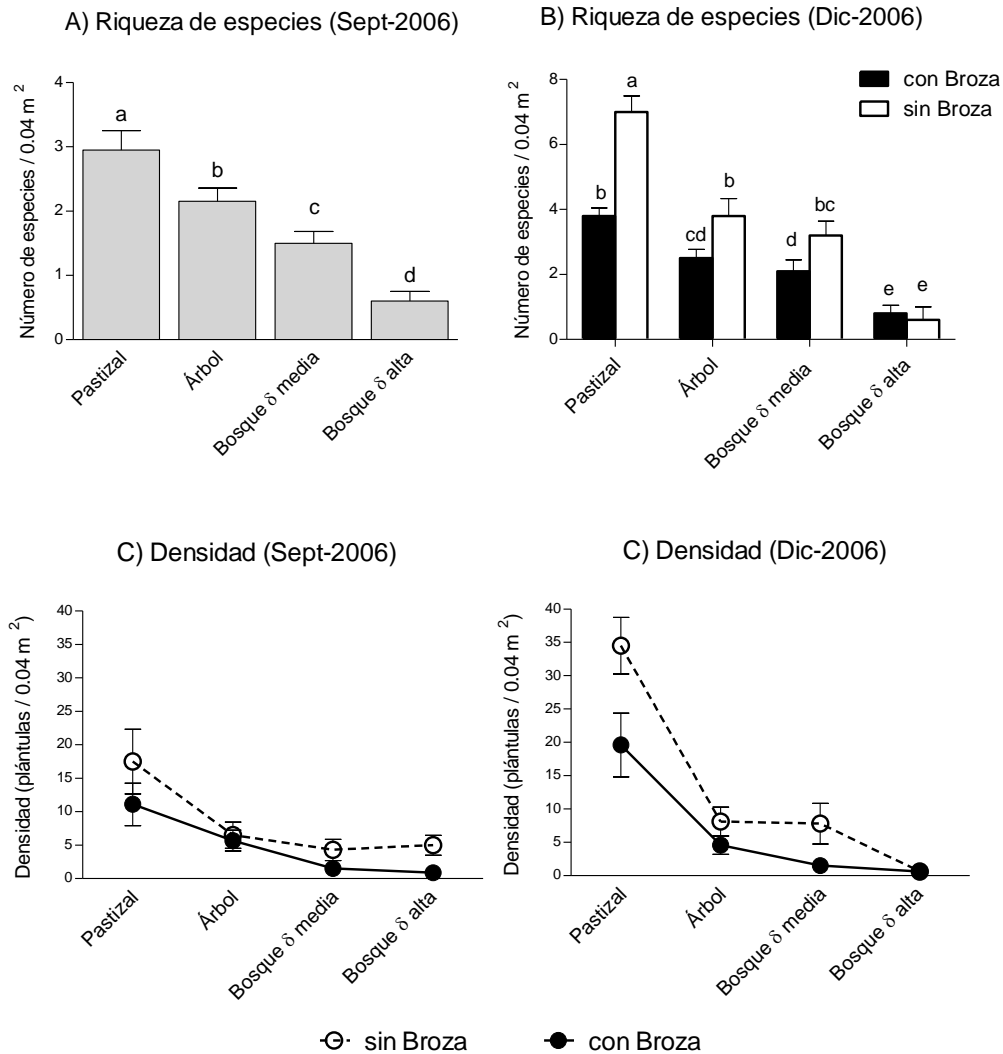 A) Riqueza de especies (Sept-2006)
Número de especies / 0.04 m 2
4
3
2
1
0
a
b
c
d
Pastizal
Árbol
Bosque δ media
Bosque δ alta
B) Riqueza de especies (Dic-2006)
con Broza
sin Broza
Número de especies / 0.04 m 2
8
6
4
2
0
b
a
cd
b
d
bc
e
e
Pastizal
Árbol
Bosque δ media
Bosque δ alta
C) Densidad (Sept-2006)
Densidad (plántulas / 0.04 m 2)
40
35
30
25
20
15
10
5
0
Pastizal
Árbol
Bosque δ media
Bosque δ alta
C) Densidad (Dic-2006)
Densidad (plántulas / 0.04 m 2)
40
35
30
25
20
15
10
5
0
Pastizal
Árbol
Bosque δ media
Bosque δ alta
sin Broza
con Broza